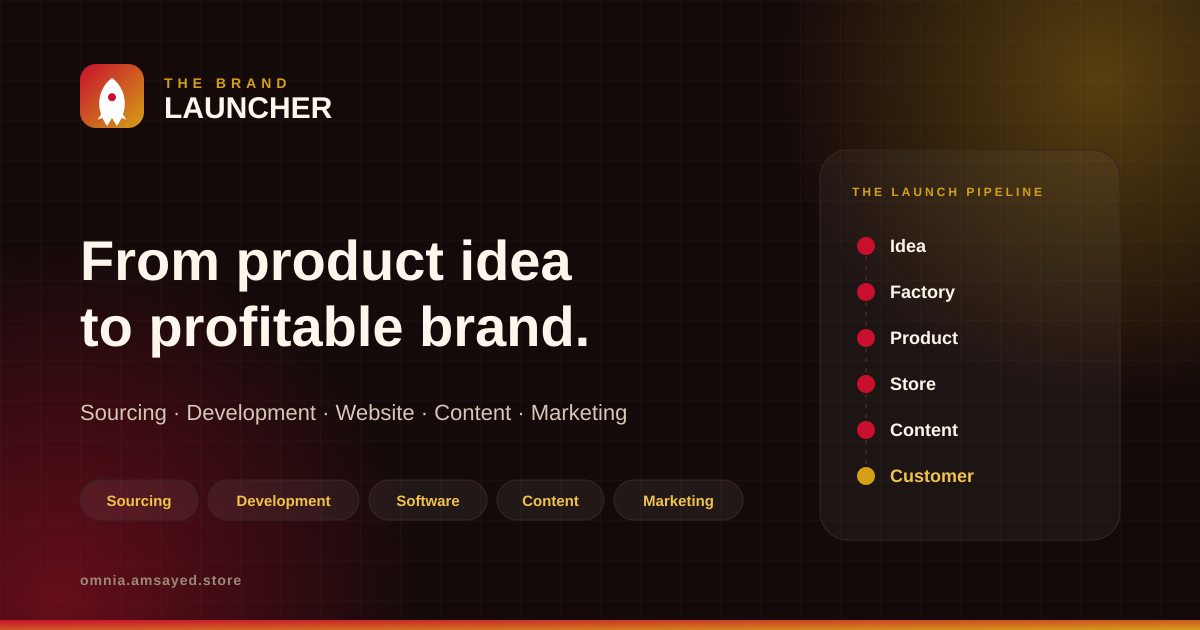 THE BRAND
LAUNCHER
From product idea
to profitable brand.
Sourcing · Development · Website · Content · Marketing
Sourcing
Development
Software
Content
Marketing
omnia.amsayed.store
THE LAUNCH PIPELINE
Idea
Factory
Product
Store
Content
Customer